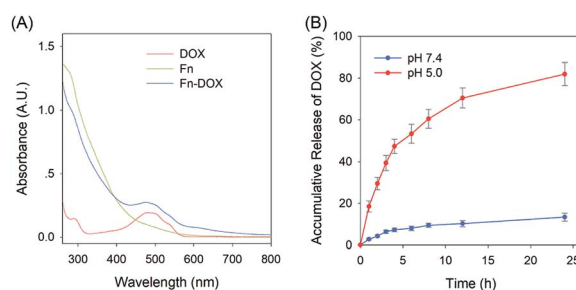 (A)
1.5
1.0
.5
0.0
Absorbance (A.U.)
DOX
Fn
Fn-DOX
300 400 500 600 700 800
Wavelength (nm)
(B)
100
80
60
40
20
0
Accumulative Release of DOX (%)
pH 7.4
pH 5.0
0 5 10 15 20 25
Time (h)